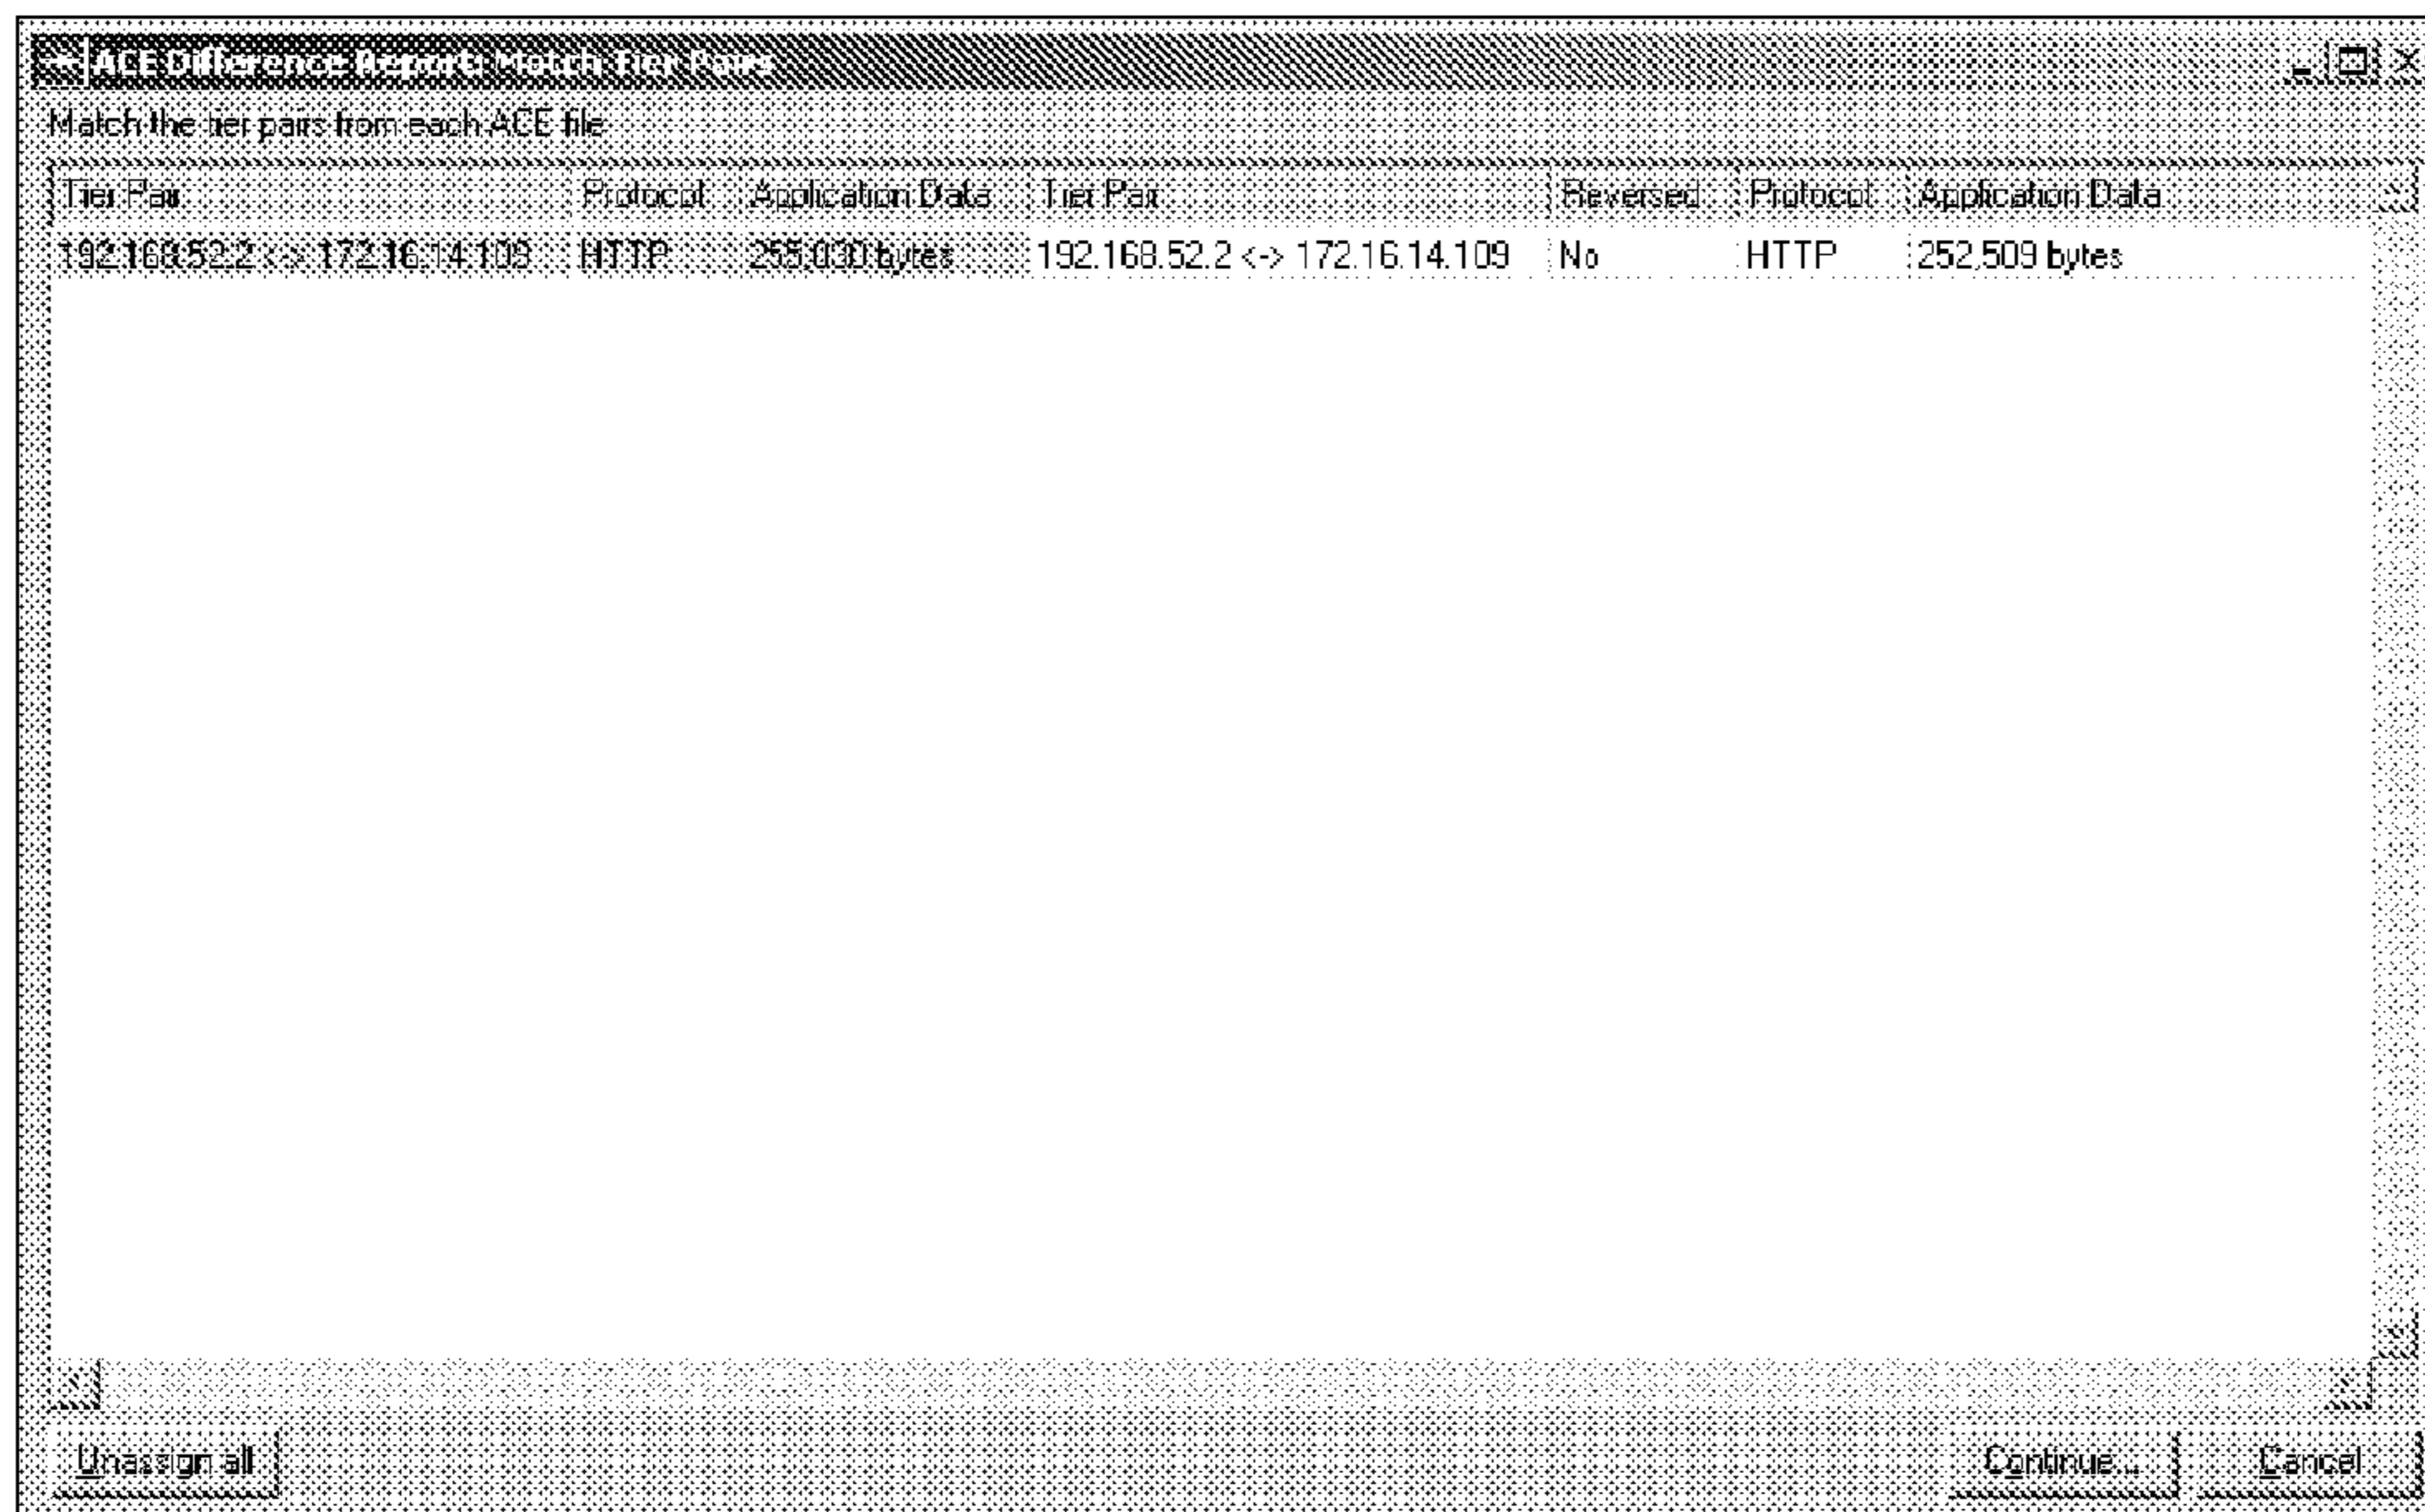 ACE Difference Report: Match Tier Pairs
Match the tier pairs from each ACE file
Tier Pair Protocol Application Data Tier Pair Reversed Protocol Application Data
192.168.52.2 <-> 172.16.14.109 HTTP 255,030 bytes 192.168.52.2 <-> 172.16.14.109 No HTTP 252,509 bytes
Unassign all Continue... Cancel